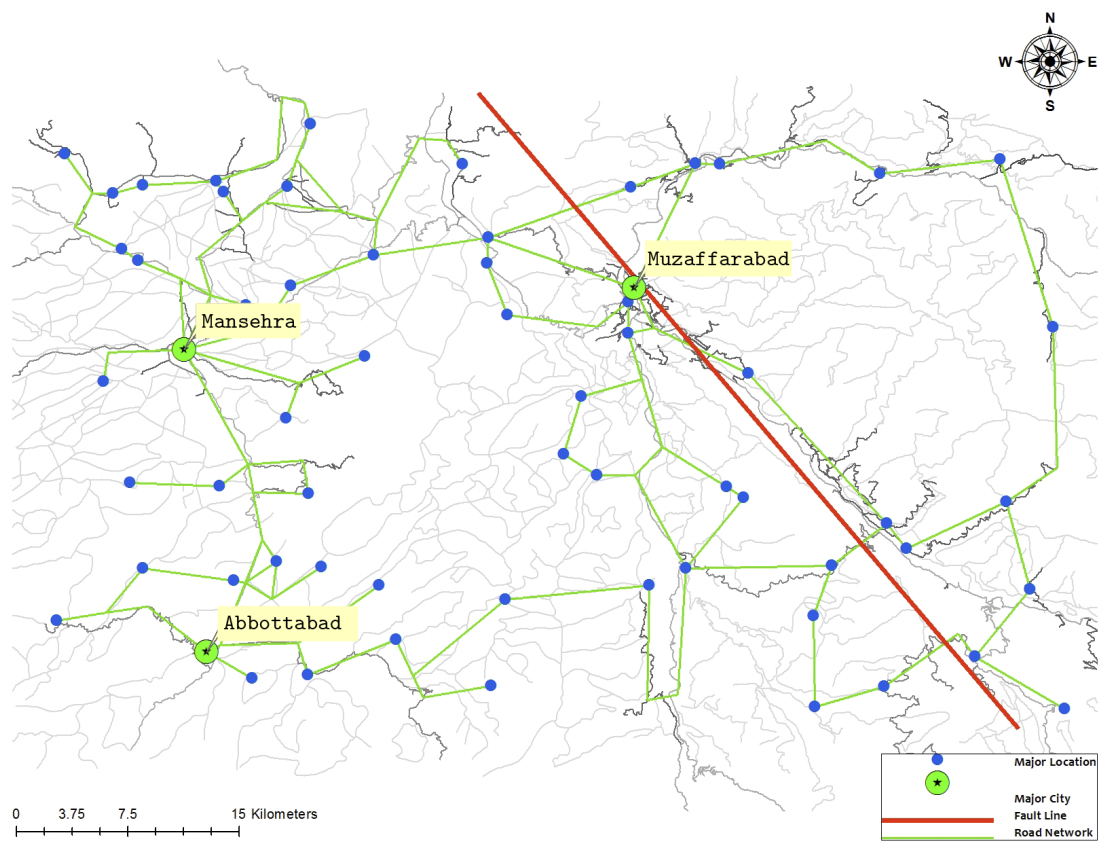 N
W E
S
Muzaffarabad
Mansehra
Abbottabad
Major Location
Major City
Fault Line
Road Network
0 3.75 7.5 15 Kilometers